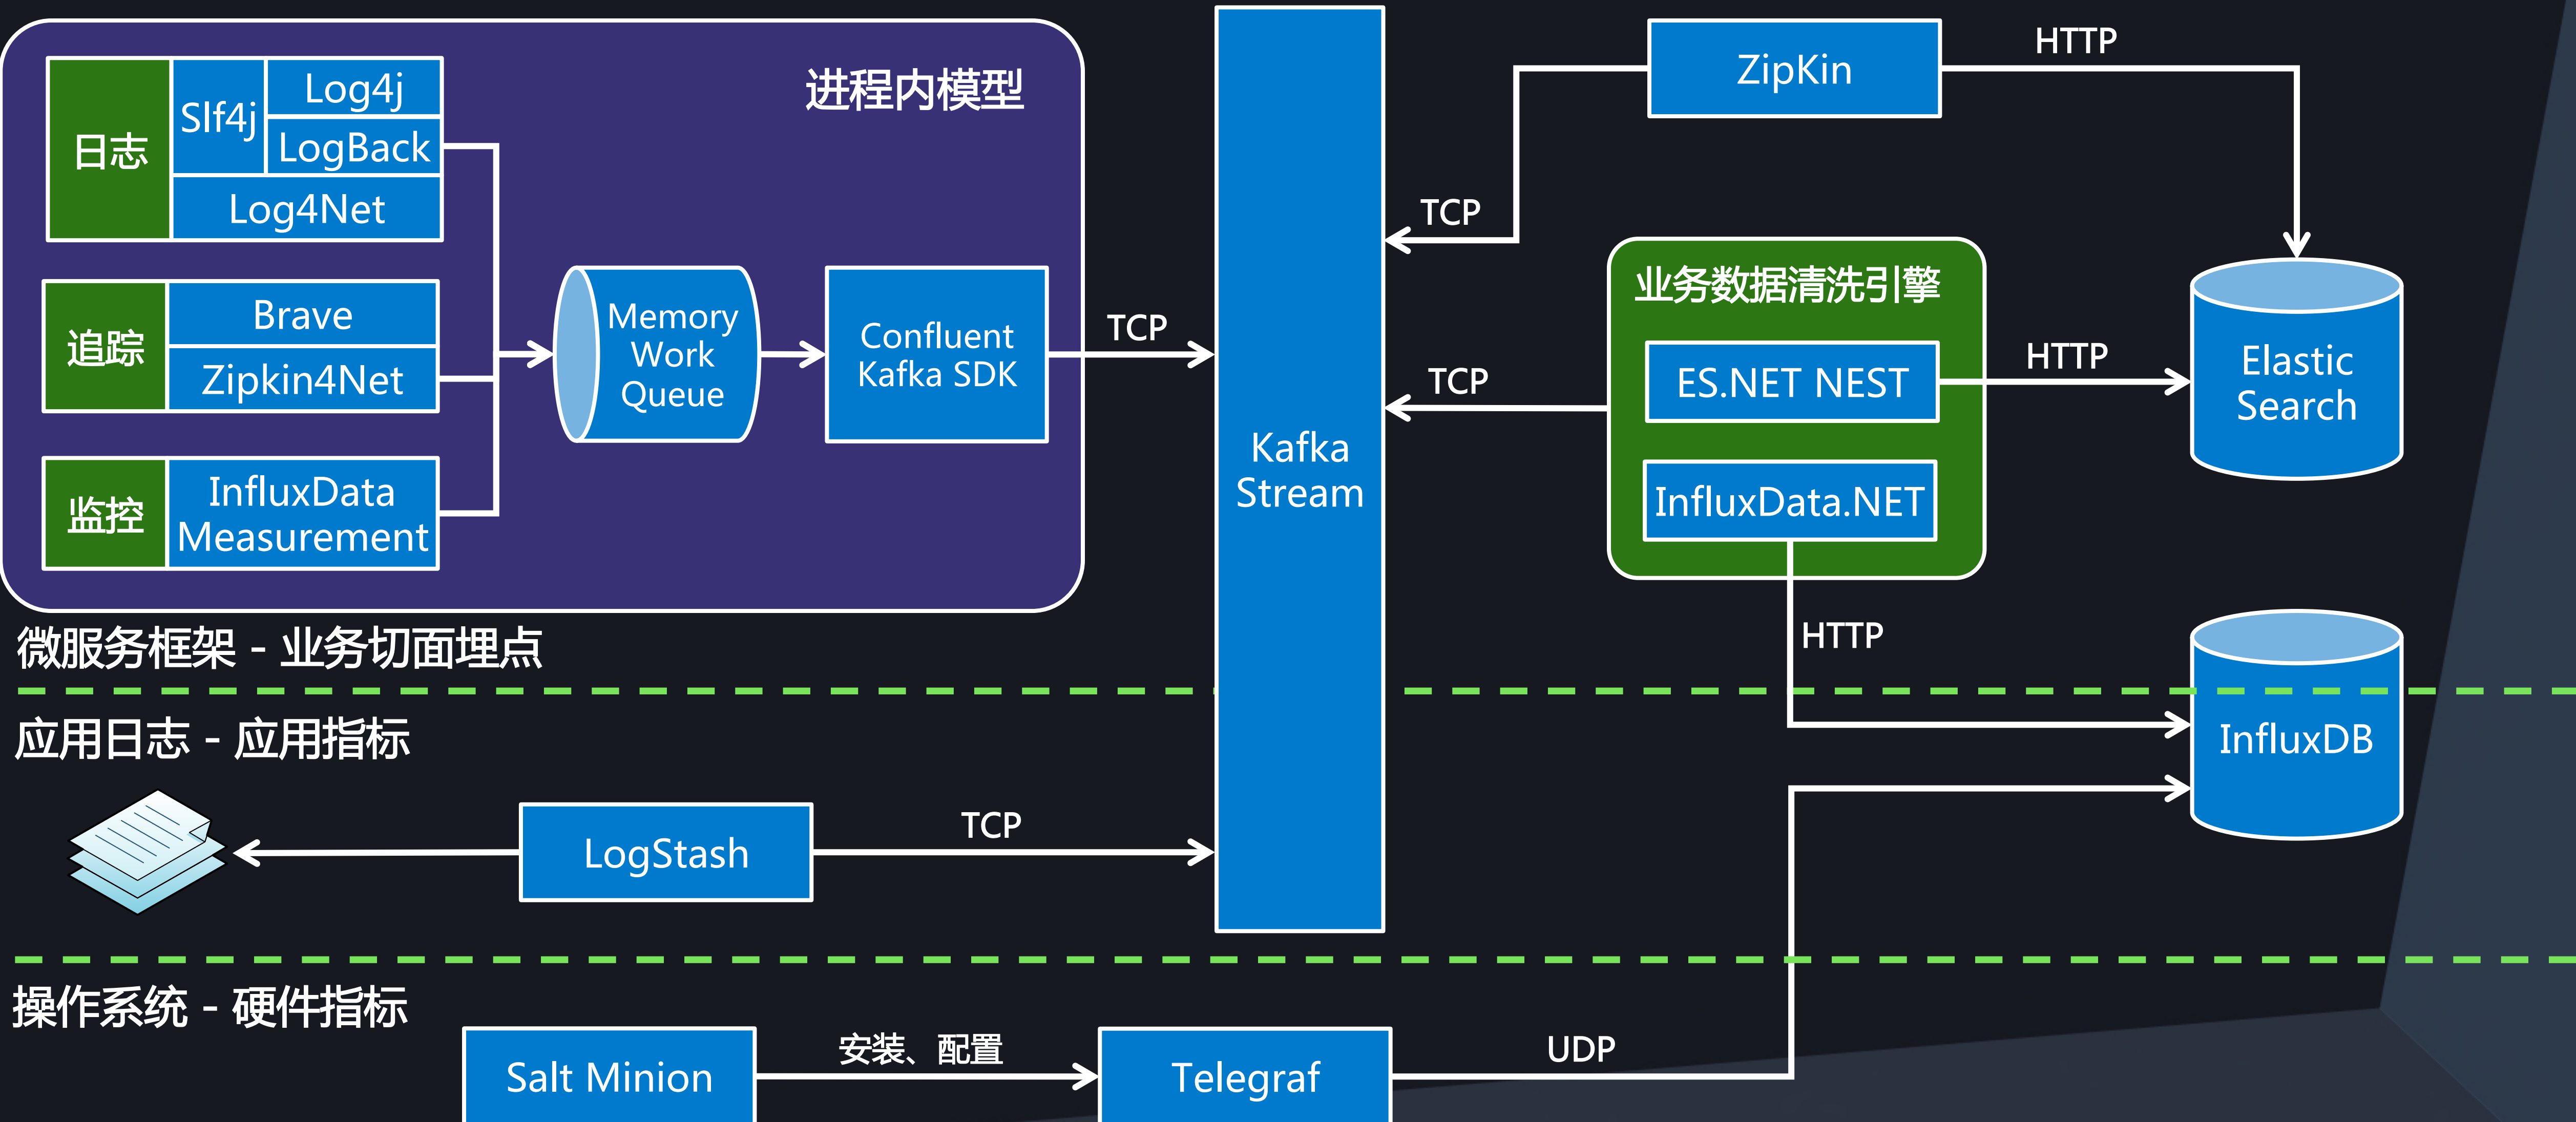 进程内模型
日志
Slf4j
Log4j
LogBack
Log4Net
追踪
Brave
Zipkin4Net
监控
InfluxData
Measurement
Memory
Work
Queue
Confluent
Kafka SDK
TCP
Kafka
Stream
ZipKin
HTTP
TCP
业务数据清洗引擎
ES.NET NEST
InfluxData.NET
TCP
HTTP
Elastic
Search
HTTP
InfluxDB
微服务框架 - 业务切面埋点
应用日志 - 应用指标
LogStash
TCP
操作系统 - 硬件指标
Salt Minion
安装、配置
Telegraf
UDP